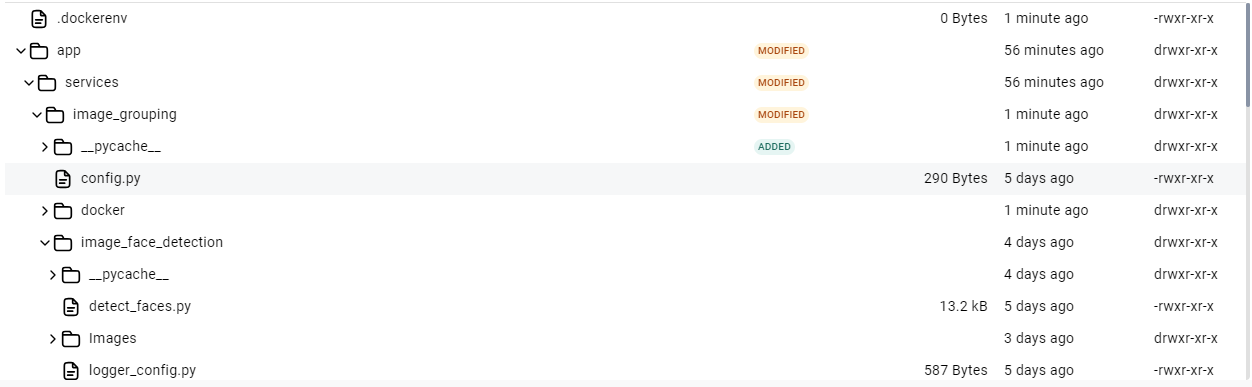 .dockerenv 0 Bytes 1 minute ago -rwxr-xr-x
app MODIFIED 56 minutes ago drwxr-xr-x
services MODIFIED 56 minutes ago drwxr-xr-x
image_grouping MODIFIED 1 minute ago drwxr-xr-x
__pycache__ ADDED 1 minute ago drwxr-xr-x
config.py 290 Bytes 5 days ago -rwxr-xr-x
docker 1 minute ago drwxr-xr-x
image_face_detection 4 days ago drwxr-xr-x
__pycache__ 4 days ago drwxr-xr-x
detect_faces.py 13.2 kB 5 days ago -rwxr-xr-x
Images 3 days ago drwxr-xr-x
logger_config.py 587 Bytes 5 days ago -rwxr-xr-x